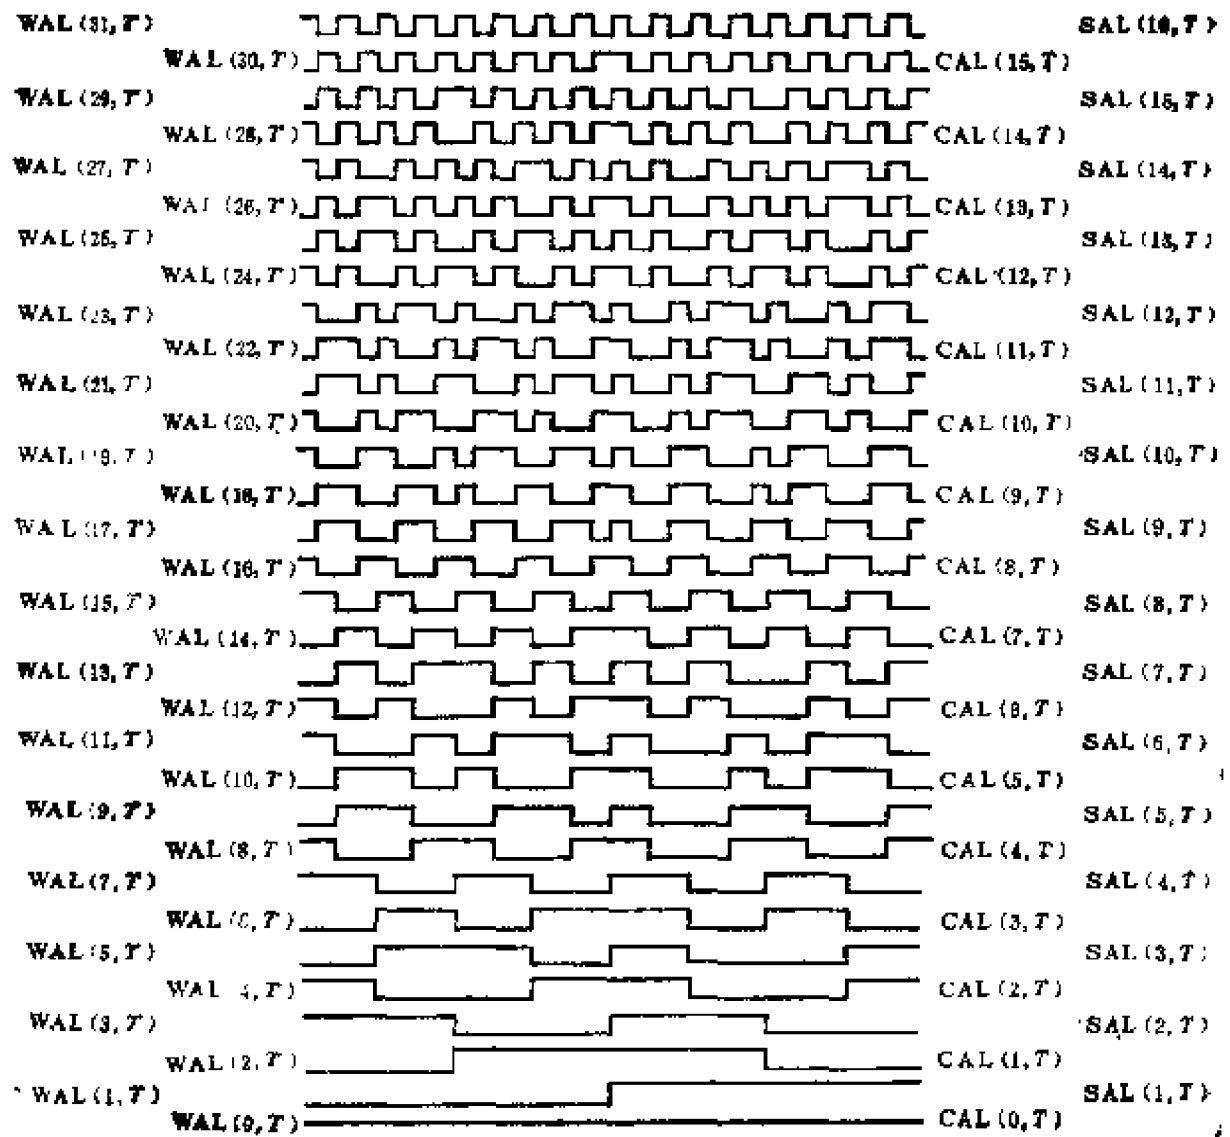 WAL (31, T) SAL (16, T)
WAL (30, T) CAL (15, T)
WAL (29, T) SAL (15, T)
WAL (28, T) CAL (14, T)
WAL (27, T) SAL (14, T)
WAL (26, T) CAL (13, T)
WAL (25, T) SAL (13, T)
WAL (24, T) CAL (12, T)
WAL (23, T) SAL (12, T)
WAL (22, T) CAL (11, T)
WAL (21, T) SAL (11, T)
WAL (20, T) CAL (10, T)
WAL (19, T) SAL (10, T)
WAL (18, T) CAL (9, T)
WAL (17, T) SAL (9, T)
WAL (16, T) CAL (8, T)
WAL (15, T) SAL (8, T)
WAL (14, T) CAL (7, T)
WAL (13, T) SAL (7, T)
WAL (12, T) CAL (6, T)
WAL (11, T) SAL (6, T)
WAL (10, T) CAL (5, T)
WAL (9, T) SAL (5, T)
WAL (8, T) CAL (4, T)
WAL (7, T) SAL (4, T)
WAL (6, T) CAL (3, T)
WAL (5, T) SAL (3, T)
WAL (4, T) CAL (2, T)
WAL (3, T) SAL (2, T)
WAL (2, T) CAL (1, T)
WAL (1, T) SAL (1, T)
WAL (0, T) CAL (0, T)